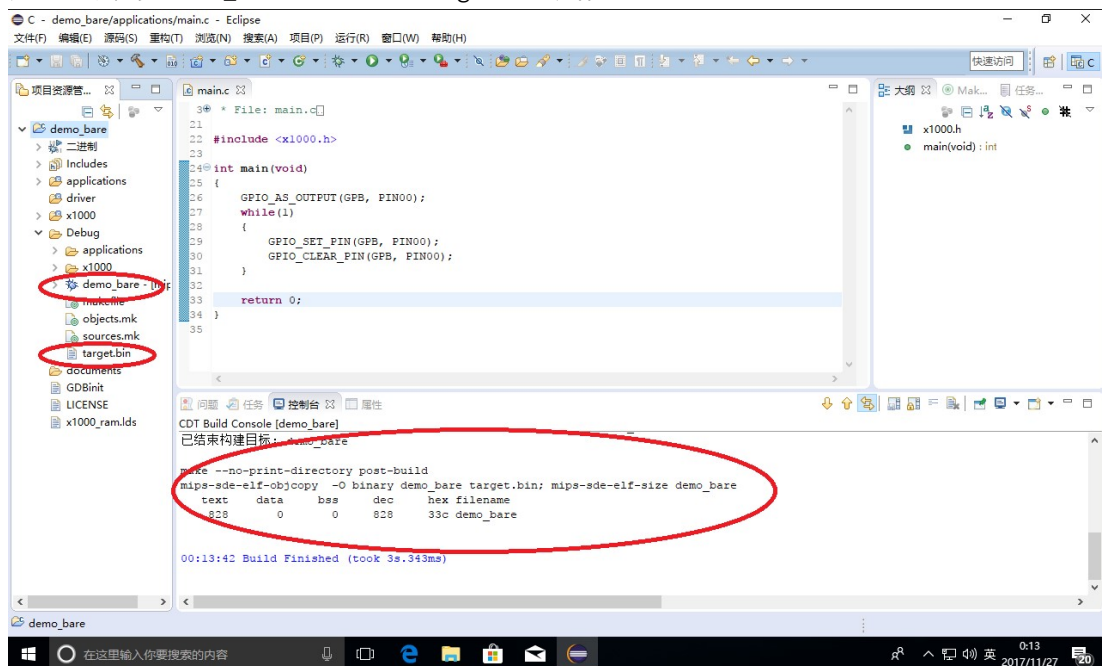 C - demo_bare/applications/main.c - Eclipse
文件(F) 编辑(E) 源码(S) 重构(T) 浏览(N) 搜索(A) 项目(P) 运行(R) 窗口(W) 帮助(H)
快速访问
C
项目资源管...
demo_bare
二进制
Includes
applications
driver
x1000
Debug
applications
x1000
demo_bare - [mip
makefile
objects.mk
sources.mk
target.bin
documents
GDBinit
LICENSE
x1000_ram.lds
main.c
3 * File: main.c
21
22 #include <x1000.h>
23
24 int main(void)
25 {
26 GPIO_AS_OUTPUT(GPB, PIN00);
27 while(1)
28 {
29 GPIO_SET_PIN(GPB, PIN00);
30 GPIO_CLEAR_PIN(GPB, PIN00);
31 }
32
33 return 0;
34 }
35
大纲 Mak... 任务...
x1000.h
main(void) : int
问题 任务 控制台 属性
CDT Build Console [demo_bare]
已结束构建目标: demo_bare
make --no-print-directory post-build
mips-sde-elf-objcopy -O binary demo_bare target.bin; mips-sde-elf-size demo_bare
text data bss dec hex filename
828 0 0 828 33c demo_bare
00:13:42 Build Finished (took 3s.343ms)
demo_bare
在这里输入你要搜索的内容
英
0:13
2017/11/27
20